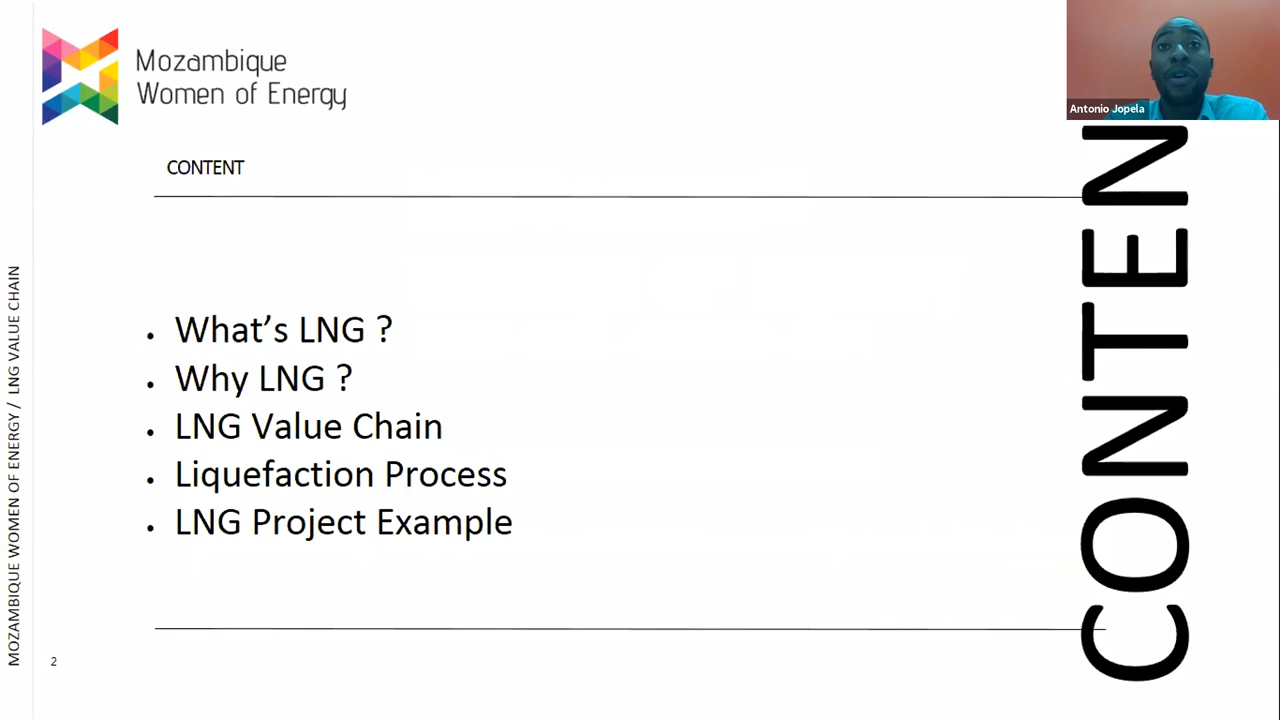 Mozambique
Women of Energy
Antonio Jopela
CONTENT
What’s LNG ?
Why LNG ?
LNG Value Chain
Liquefaction Process
LNG Project Example
CONTEN
MOZAMBIQUE WOMEN OF ENERGY / LNG VALUE CHAIN
2